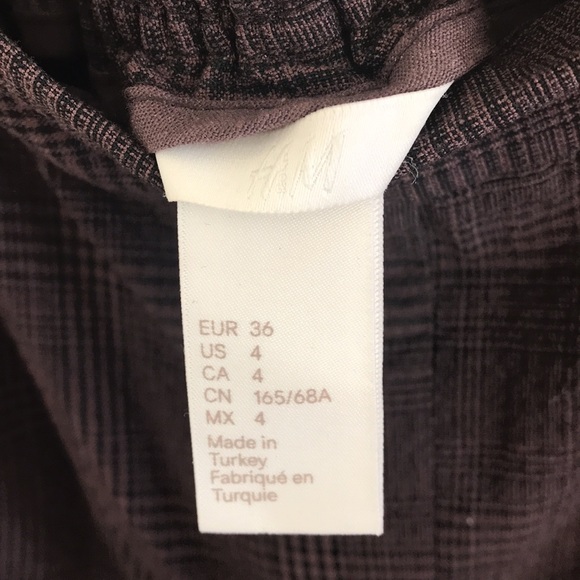 H&M
EUR 36
US 4
CA 4
CN 165/68A
MX 4
Made in
Turkey
Fabriqué en
Turquie